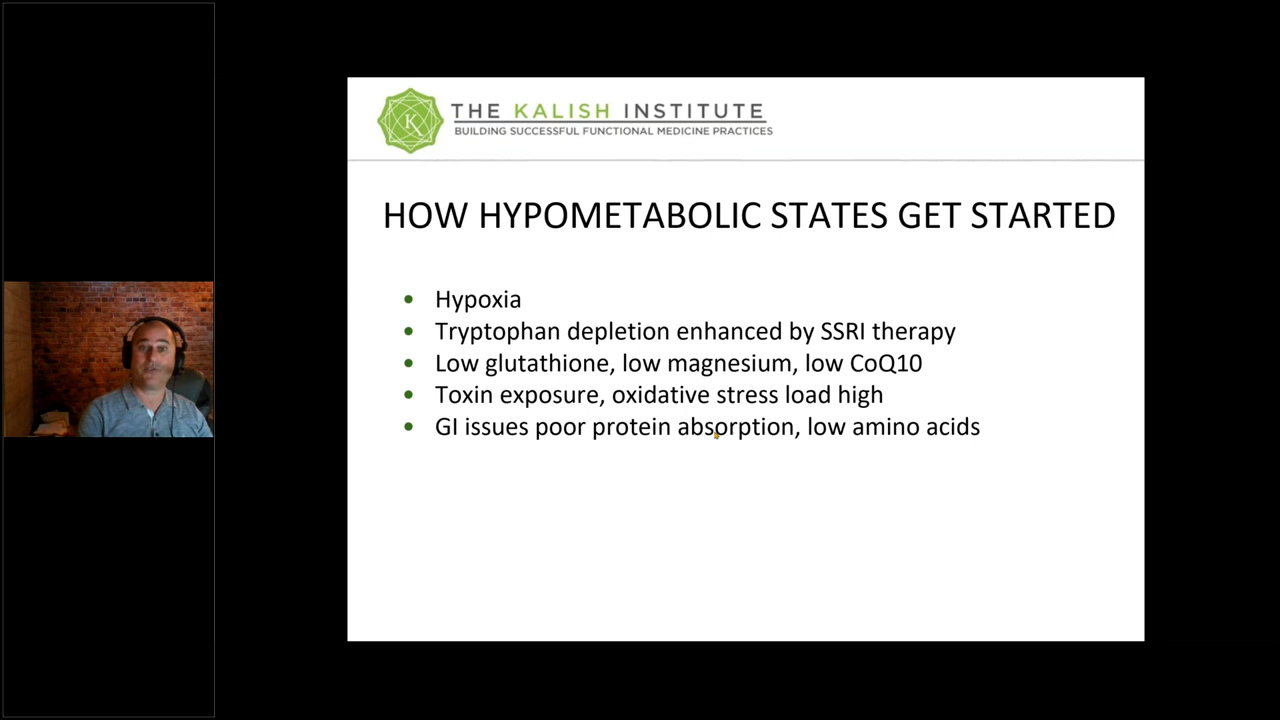 THE KALISH INSTITUTE
BUILDING SUCCESSFUL FUNCTIONAL MEDICINE PRACTICES
K
HOW HYPOMETABOLIC STATES GET STARTED
• Hypoxia
• Tryptophan depletion enhanced by SSRI therapy
• Low glutathione, low magnesium, low CoQ10
• Toxin exposure, oxidative stress load high
• GI issues poor protein absorption, low amino acids